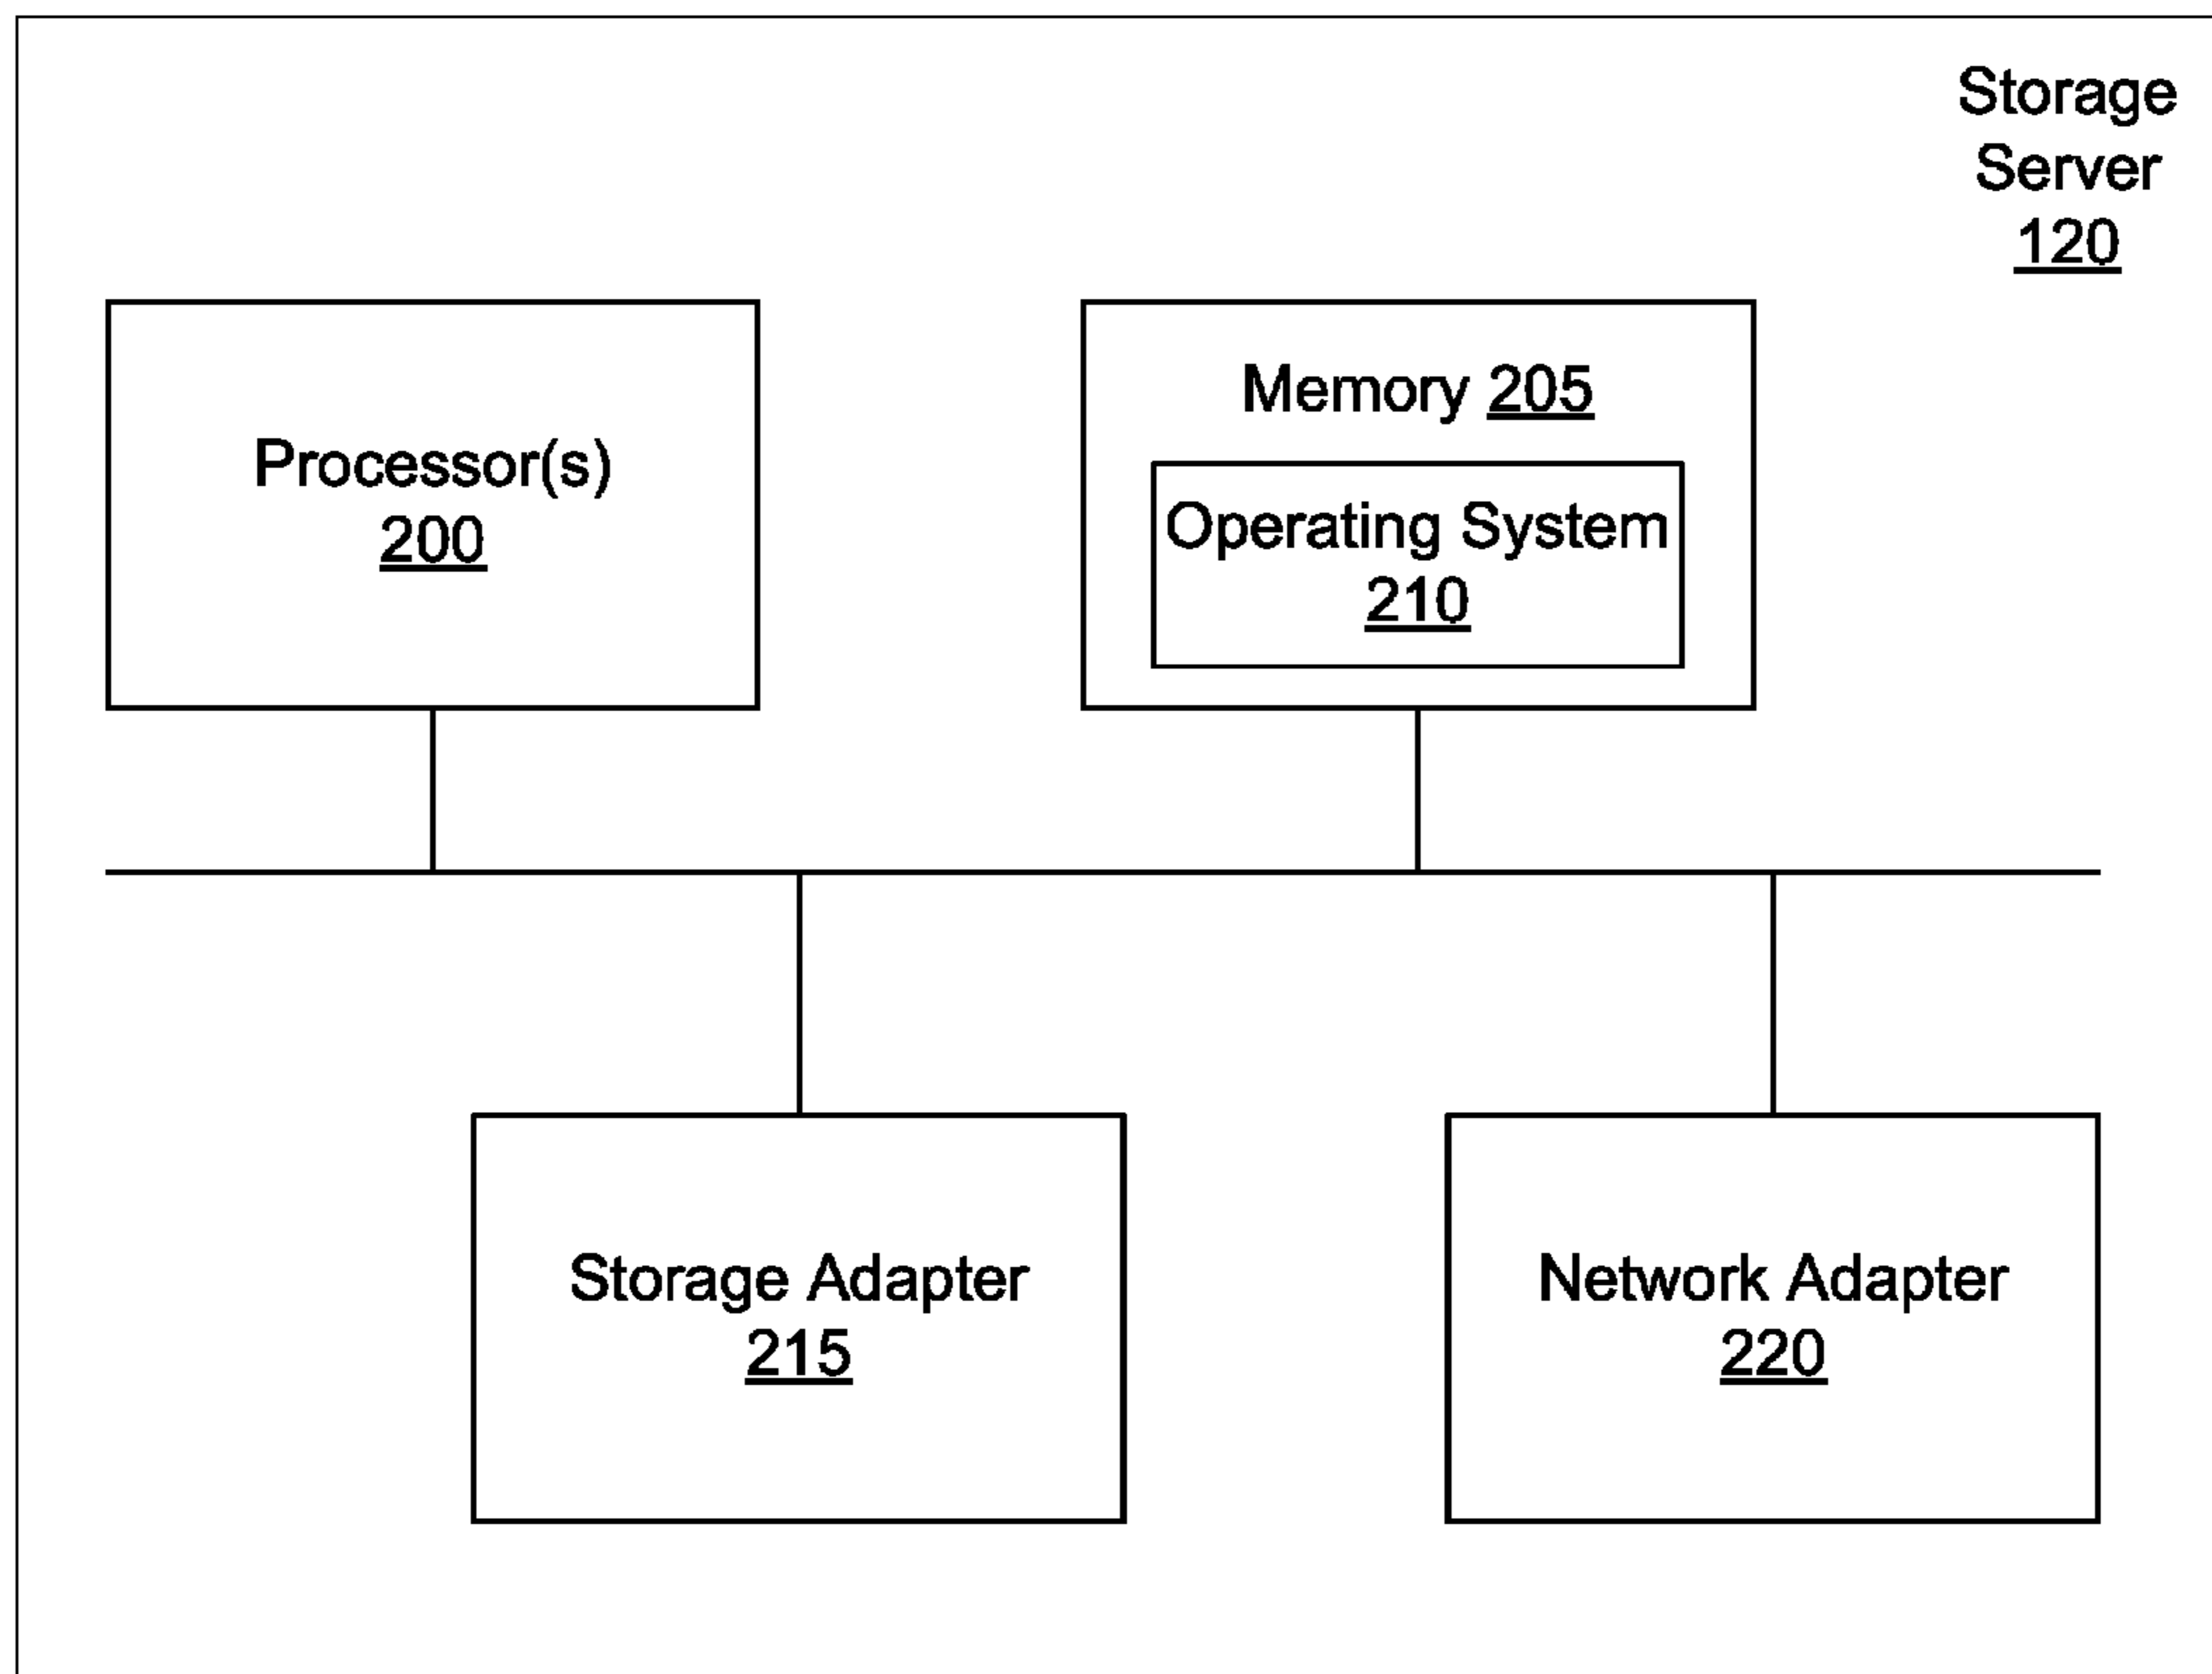 Storage
Server
120
Processor(s)
200
Memory 205
Operating System
210
Storage Adapter
215
Network Adapter
220